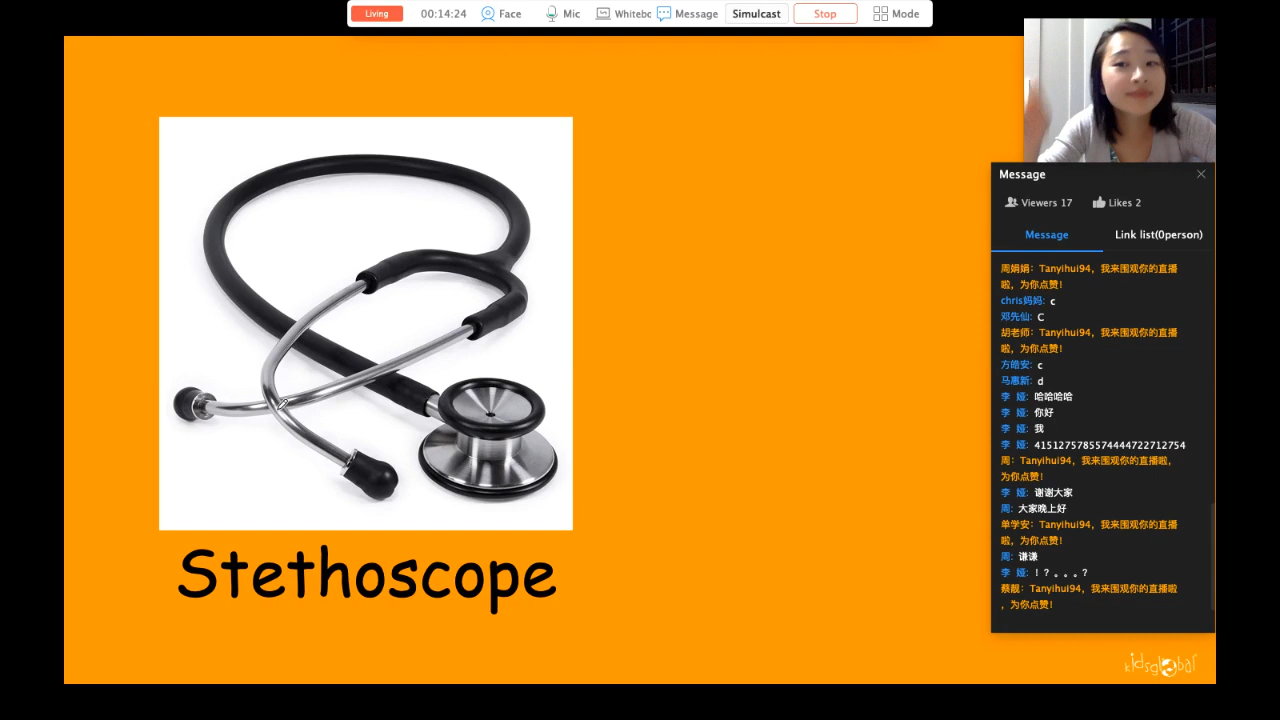 Living 00:14:24 Face Mic Whitebc Message Simulcast Stop Mode
Stethoscope
Message
Viewers 17 Likes 2
Message Link list(0person)
周娟娟：Tanyihui94，我来围观你的直播
啦，为你点赞！
chris妈妈: c
邓先仙: C
胡老师：Tanyihui94，我来围观你的直播
啦，为你点赞！
方皓安: c
马惠新: d
李 娅: 哈哈哈哈
李 娅: 你好
李 娅: 我
李 娅: 4151275785574444722712754
周：Tanyihui94，我来围观你的直播啦，
为你点赞！
李 娅: 谢谢大家
周: 大家晚上好
单学安：Tanyihui94，我来围观你的直播
啦，为你点赞！
周: 谦谦
李 娅: ！？。。。？
蔡靓：Tanyihui94，我来围观你的直播啦
，为你点赞！
kidsglobal